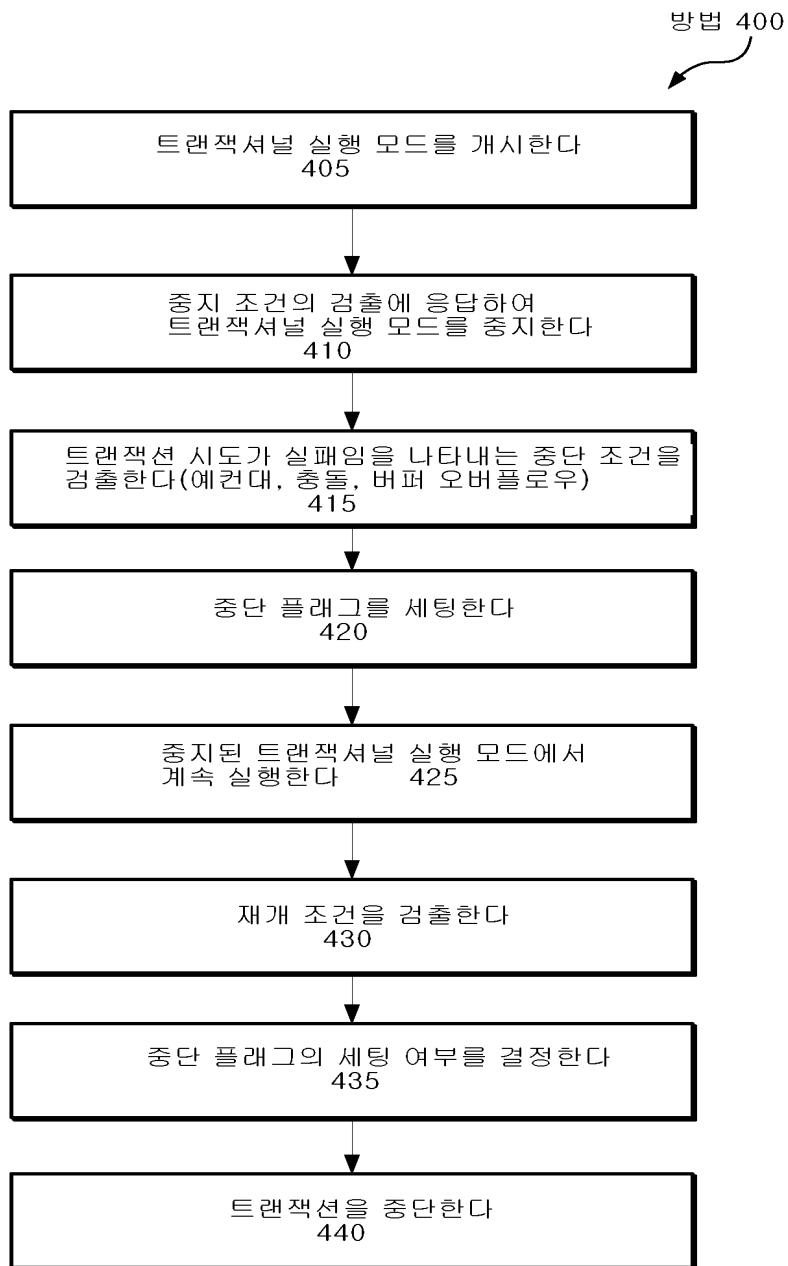 방법 400
트랜잭셔널 실행 모드를 개시한다
405
중지 조건의 검출에 응답하여
트랜잭셔널 실행 모드를 중지한다
410
트랜잭션 시도가 실패임을 나타내는 중단 조건을
검출한다(예컨대, 충돌, 버퍼 오버플로우)
415
중단 플래그를 세팅한다
420
중지된 트랜잭셔널 실행 모드에서
계속 실행한다 425
재개 조건을 검출한다
430
중단 플래그의 세팅 여부를 결정한다
435
트랜잭션을 중단한다
440